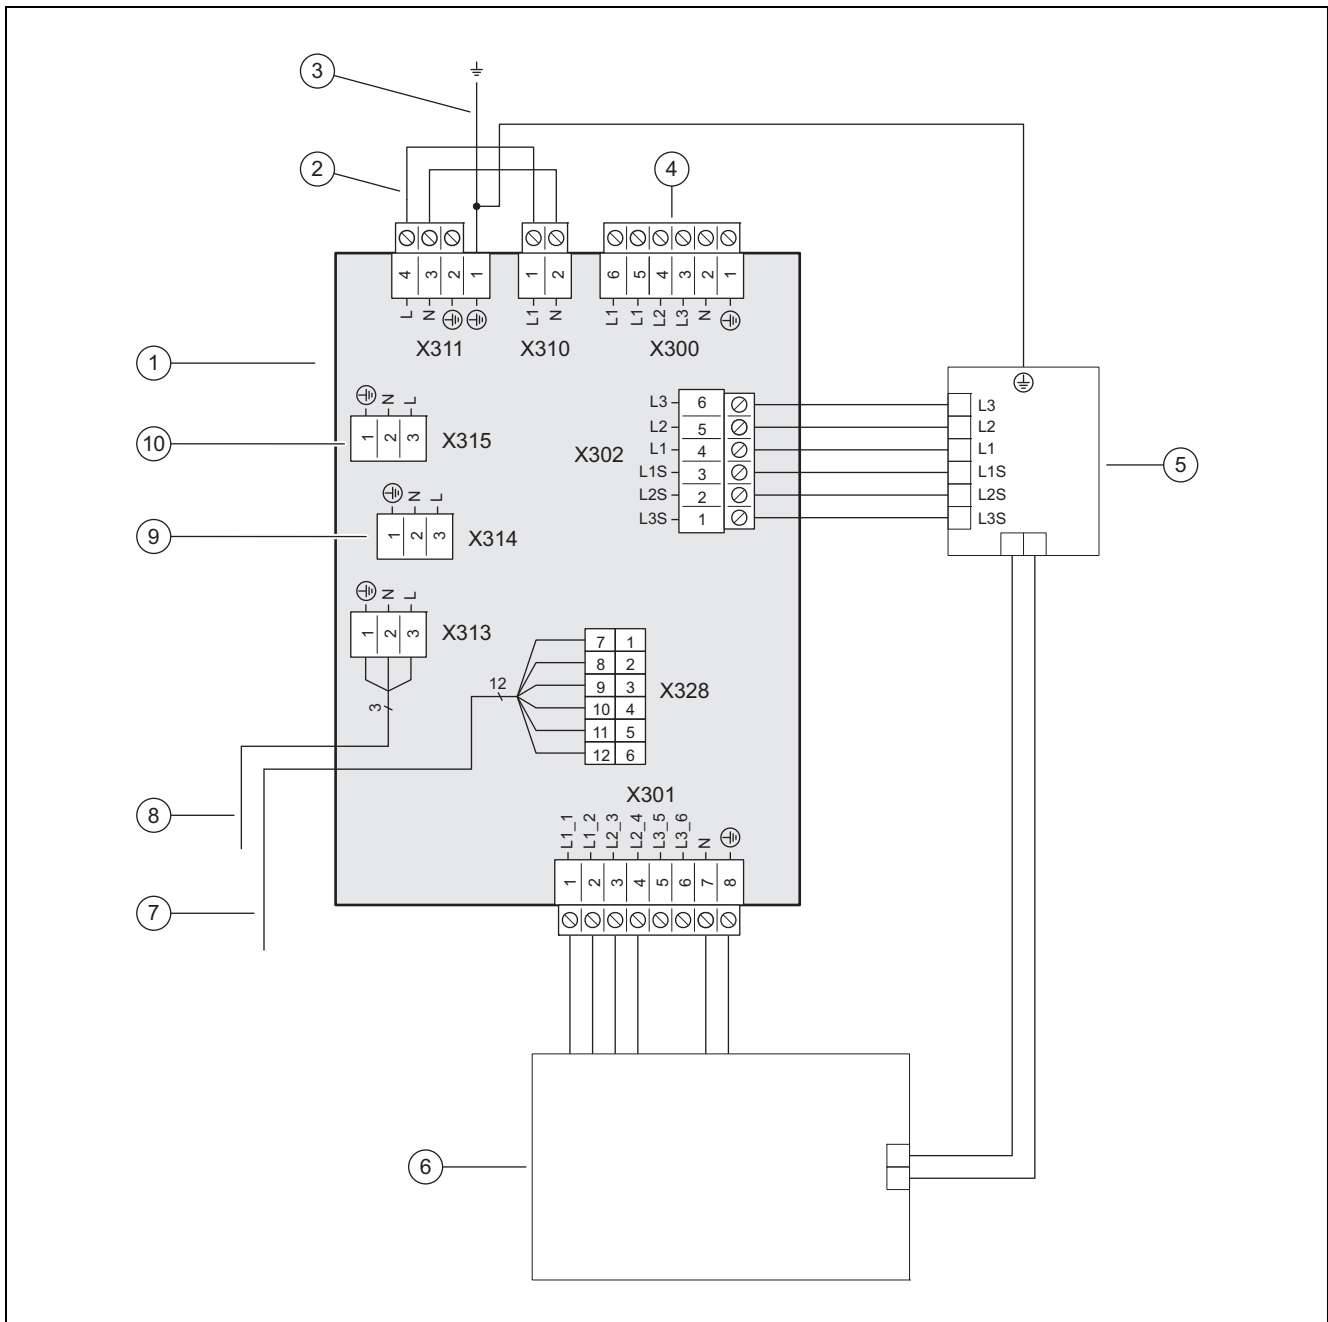 3
2
4
4 3 2 1
1 2
6 5 4 3 2 1
L N
L1 N
L1 L1 L2 L3 N
X311
X310
X300
1
N L
1 2 3
X315
10
L3 6
L2 5
L1 4
L1S 3
L2S 2
L3S 1
X302
L3
L2
L1
L1S
L2S
L3S
5
N L
1 2 3
X314
9
N L
1 2 3
X313
3
12
7 1
8 2
9 3
10 4
11 5
12 6
X328
8
7
X301
L1_1 L1_2 L2_3 L2_4 L3_5 L3_6 N
1 2 3 4 5 6 7 8
6